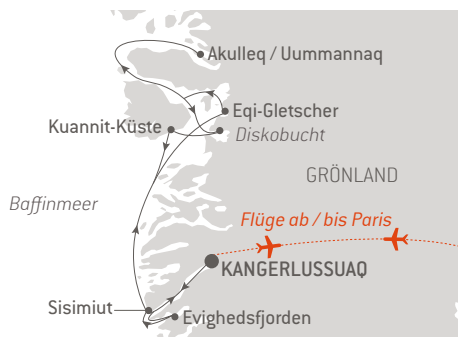 Akulleq / Uummannaq
Eqi-Gletscher
Kuannit-Küste
Diskobucht
GRÖNLAND
Baffinmeer
Flüge ab / bis Paris
KANGERLUSSUAQ
Sisimiut
Evighedsfjorden